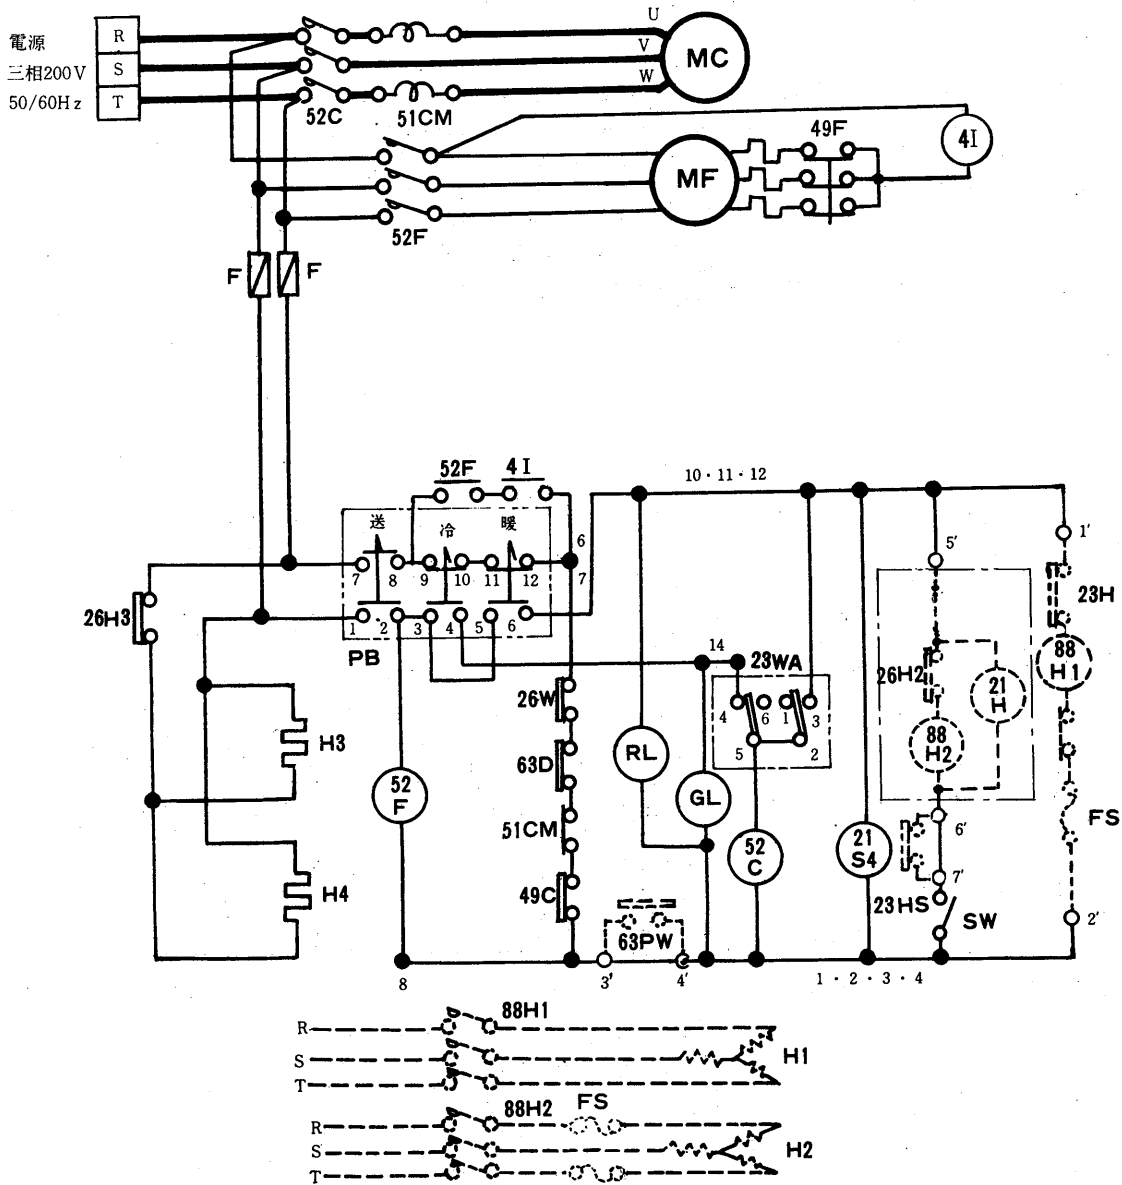 電源
三相200V
50/60Hz
R
S
T
52C
51CM
U
V
W
MC
52F
MF
49F
4I
F
F
52F
4I
10・11・12
送
冷
暖
6
7
7 8 9 10 11 12
1 2 3 4 5 6
PB
26H3
H3
H4
52
F
26W
63D
51CM
49C
63PW
3'
4'
8
14
23WA
4 6 1 3
5 2
RL
GL
52
C
21
S4
5'
26H2
21
H
88
H2
6'
7'
23HS
SW
1'
23H
88
H1
FS
2'
1・2・3・4
R
S
T
88H1
H1
R
S
T
88H2
FS
H2